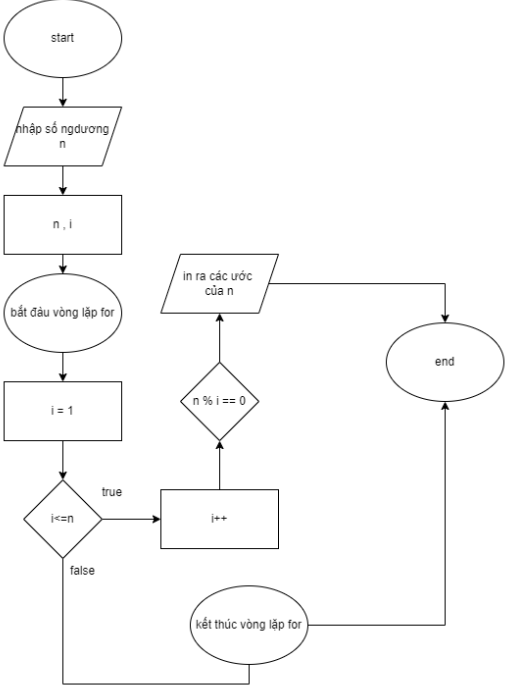 start
nhập số ngdương
n
n , i
bắt đảu vòng lặp for
i = 1
i<=n
true
false
i++
n % i == 0
in ra các ước
của n
end
kết thúc vòng lặp for